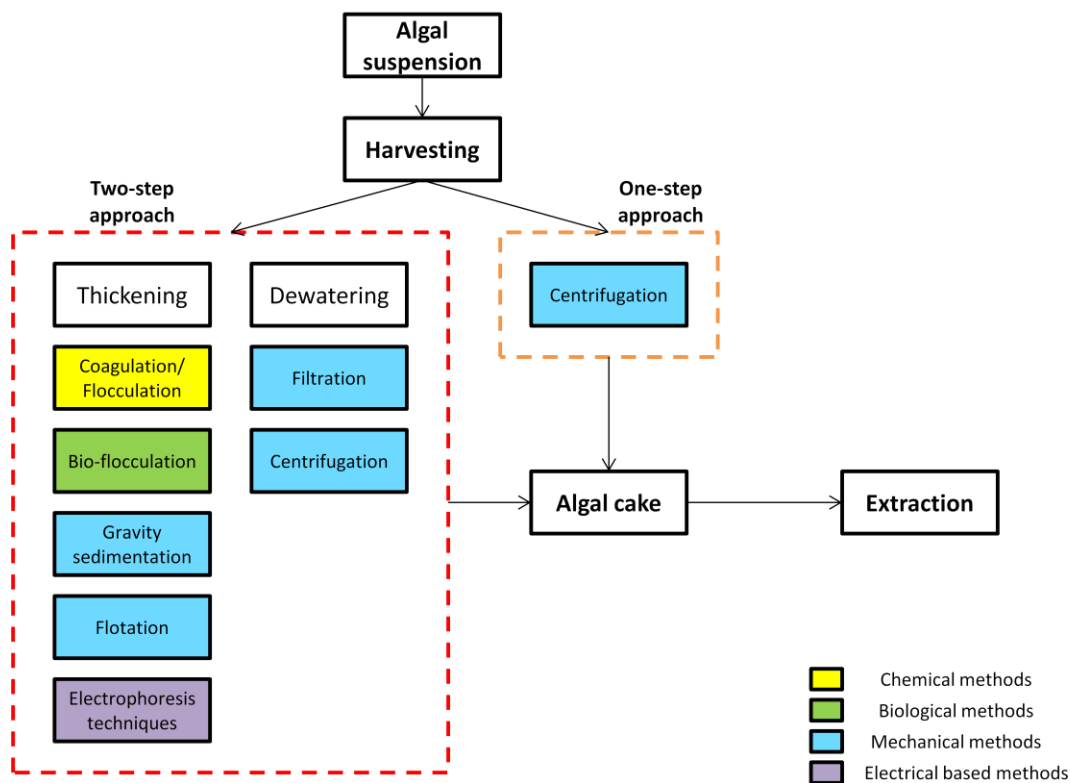 Algal
suspension
Harvesting
Two-step
approach
One-step
approach
Thickening
Dewatering
Centrifugation
Coagulation/
Flocculation
Filtration
Bio-flocculation
Centrifugation
Gravity
sedimentation
Algal cake
Extraction
Flotation
Electrophoresis
techniques
Chemical methods
Biological methods
Mechanical methods
Electrical based methods